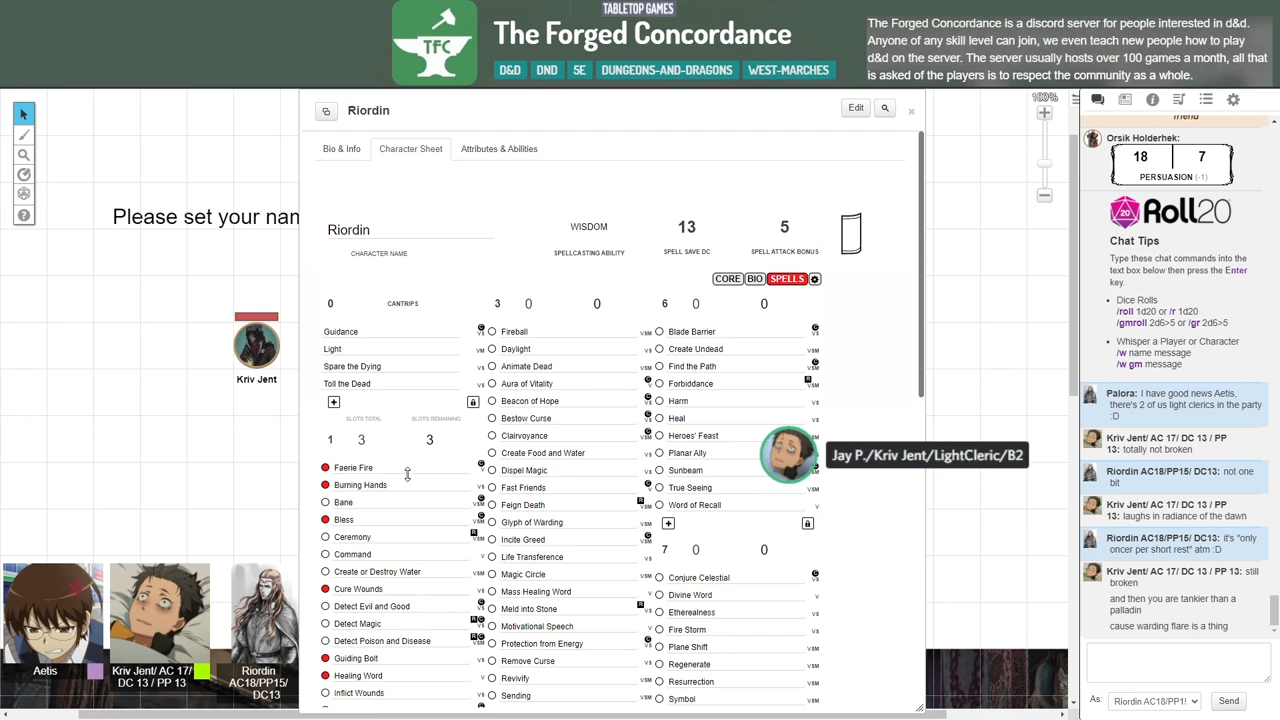 TABLETOP GAMES
TFC
The Forged Concordance
D&D DND 5E DUNGEONS-AND-DRAGONS WEST-MARCHES
The Forged Concordance is a discord server for people interested in d&d.
Anyone of any skill level can join, we even teach new people how to play
d&d on the server. The server usually hosts over 100 games a month, all that
is asked of the players is to respect the community as a whole.
Please set your nam
Kriv Jent
Riordin
Edit
Bio & Info Character Sheet Attributes & Abilities
Riordin
CHARACTER NAME
WISDOM
SPELLCASTING ABILITY
13
SPELL SAVE DC
5
SPELL ATTACK BONUS
CORE BIO SPELLS
0 CANTRIPS
Guidance
Light
Spare the Dying
Toll the Dead
SLOTS TOTAL SLOTS REMAINING
1 3 3
Faerie Fire
Burning Hands
Bane
Bless
Ceremony
Command
Create or Destroy Water
Cure Wounds
Detect Evil and Good
Detect Magic
Detect Poison and Disease
Guiding Bolt
Healing Word
Inflict Wounds
3 0 0
Fireball
Daylight
Animate Dead
Aura of Vitality
Beacon of Hope
Bestow Curse
Clairvoyance
Create Food and Water
Dispel Magic
Fast Friends
Feign Death
Glyph of Warding
Incite Greed
Life Transference
Magic Circle
Mass Healing Word
Meld into Stone
Motivational Speech
Protection from Energy
Remove Curse
Revivify
Sending
6 0 0
Blade Barrier
Create Undead
Find the Path
Forbiddance
Harm
Heal
Heroes' Feast
Planar Ally
Sunbeam
True Seeing
Word of Recall
7 0 0
Conjure Celestial
Divine Word
Etherealness
Fire Storm
Plane Shift
Regenerate
Resurrection
Symbol
Jay P./Kriv Jent/LightCleric/B2
100%
friend
Orsik Holderhek:
18 7
PERSUASION (-1)
20 Roll20
Chat Tips
Type these chat commands into the
text box below then press the Enter
key.
Dice Rolls
/roll 1d20 or /r 1d20
/gmroll 2d6>5 or /gr 2d6>5
Whisper a Player or Character
/w name message
/w gm message
Palora: I have good news Aetis,
there's 2 of us light clerics in the party
:D
Kriv Jent/ AC 17/ DC 13 / PP 13:
totally not broken
Riordin AC18/PP15/ DC13: not one
bit
Kriv Jent/ AC 17/ DC 13 / PP
13: laughs in radiance of the dawn
Riordin AC18/PP15/ DC13: it's "only
oncer per short rest" atm :D
Kriv Jent/ AC 17/ DC 13 / PP 13: still
broken
and then you are tankier than a
palladin
cause warding flare is a thing
As: Riordin AC18/PP1! Send
Aetis
Kriv Jent/ AC 17/
DC 13 / PP 13
Riordin
AC18/PP15/
DC13